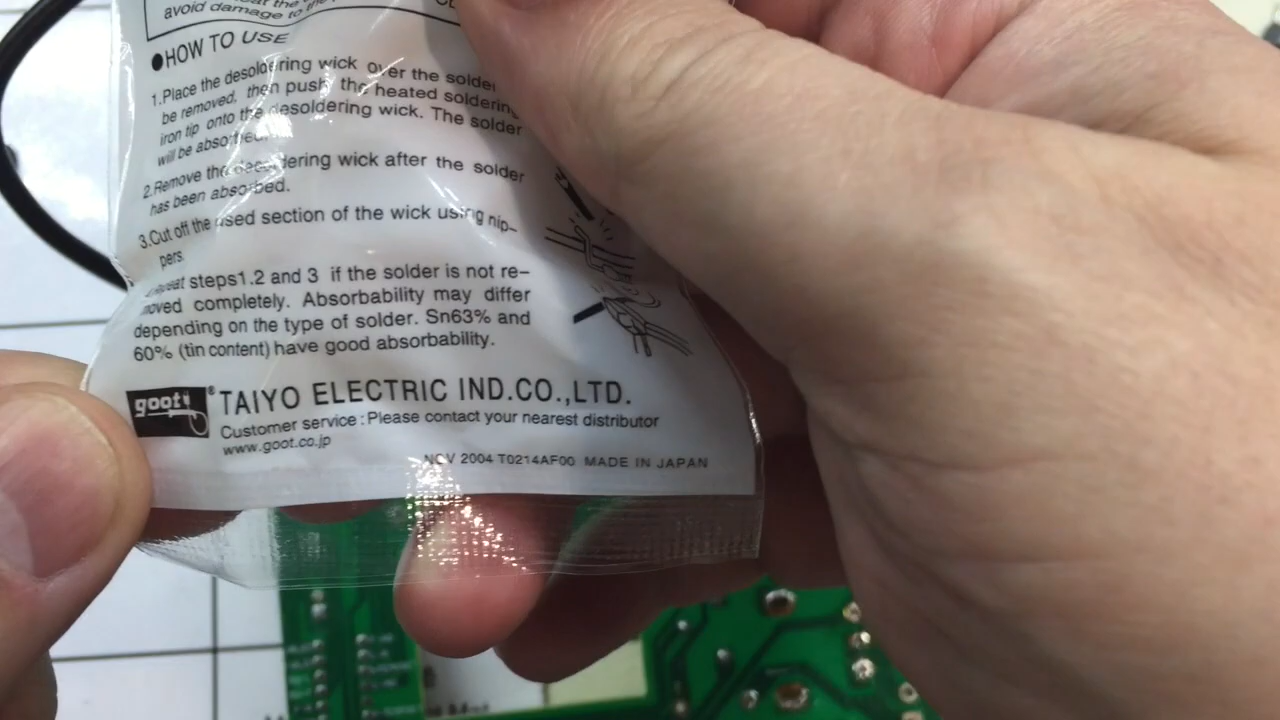 avoid damage to the
●HOW TO USE
1.Place the desoldering wick over the solder
be removed, then push the heated soldering
iron tip onto the desoldering wick. The solder
will be absorbed.
2.Remove the desoldering wick after the solder
has been absorbed.
3.Cut off the used section of the wick using nip-
pers.
Repeat steps1.2 and 3 if the solder is not re-
moved completely. Absorbability may differ
depending on the type of solder. Sn63% and
60% (tin content) have good absorbability.
goot® TAIYO ELECTRIC IND.CO.,LTD.
Customer service : Please contact your nearest distributor
www.goot.co.jp
NOV 2004 T0214AF00 MADE IN JAPAN